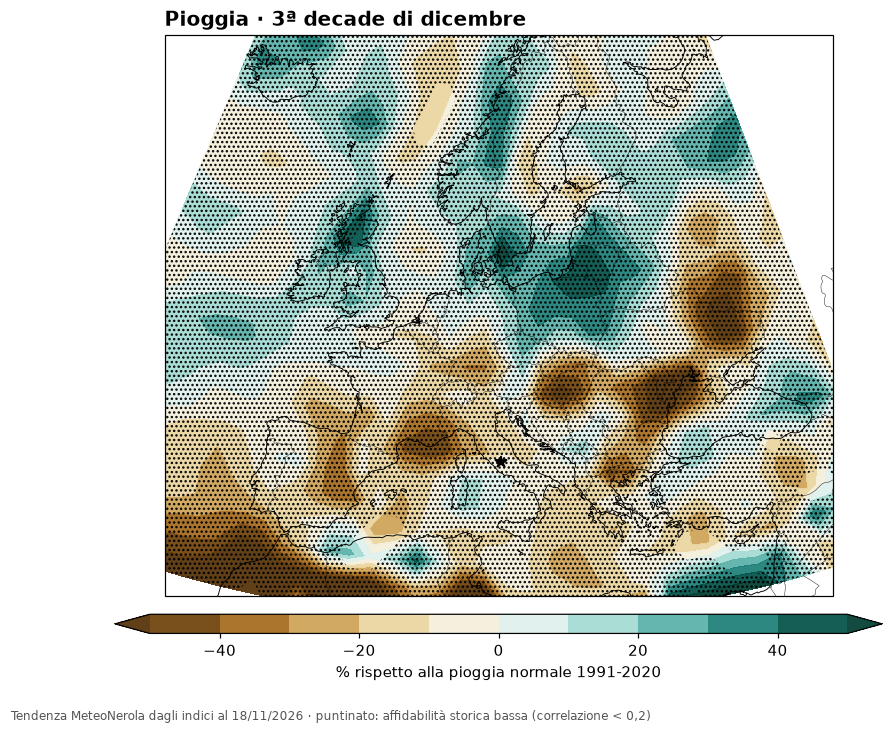 Pioggia · 3ª decade di dicembre
−40 −20 0 20 40
% rispetto alla pioggia normale 1991-2020
Tendenza MeteoNerola dagli indici al 18/11/2026 · puntinato: affidabilità storica bassa (correlazione < 0,2)